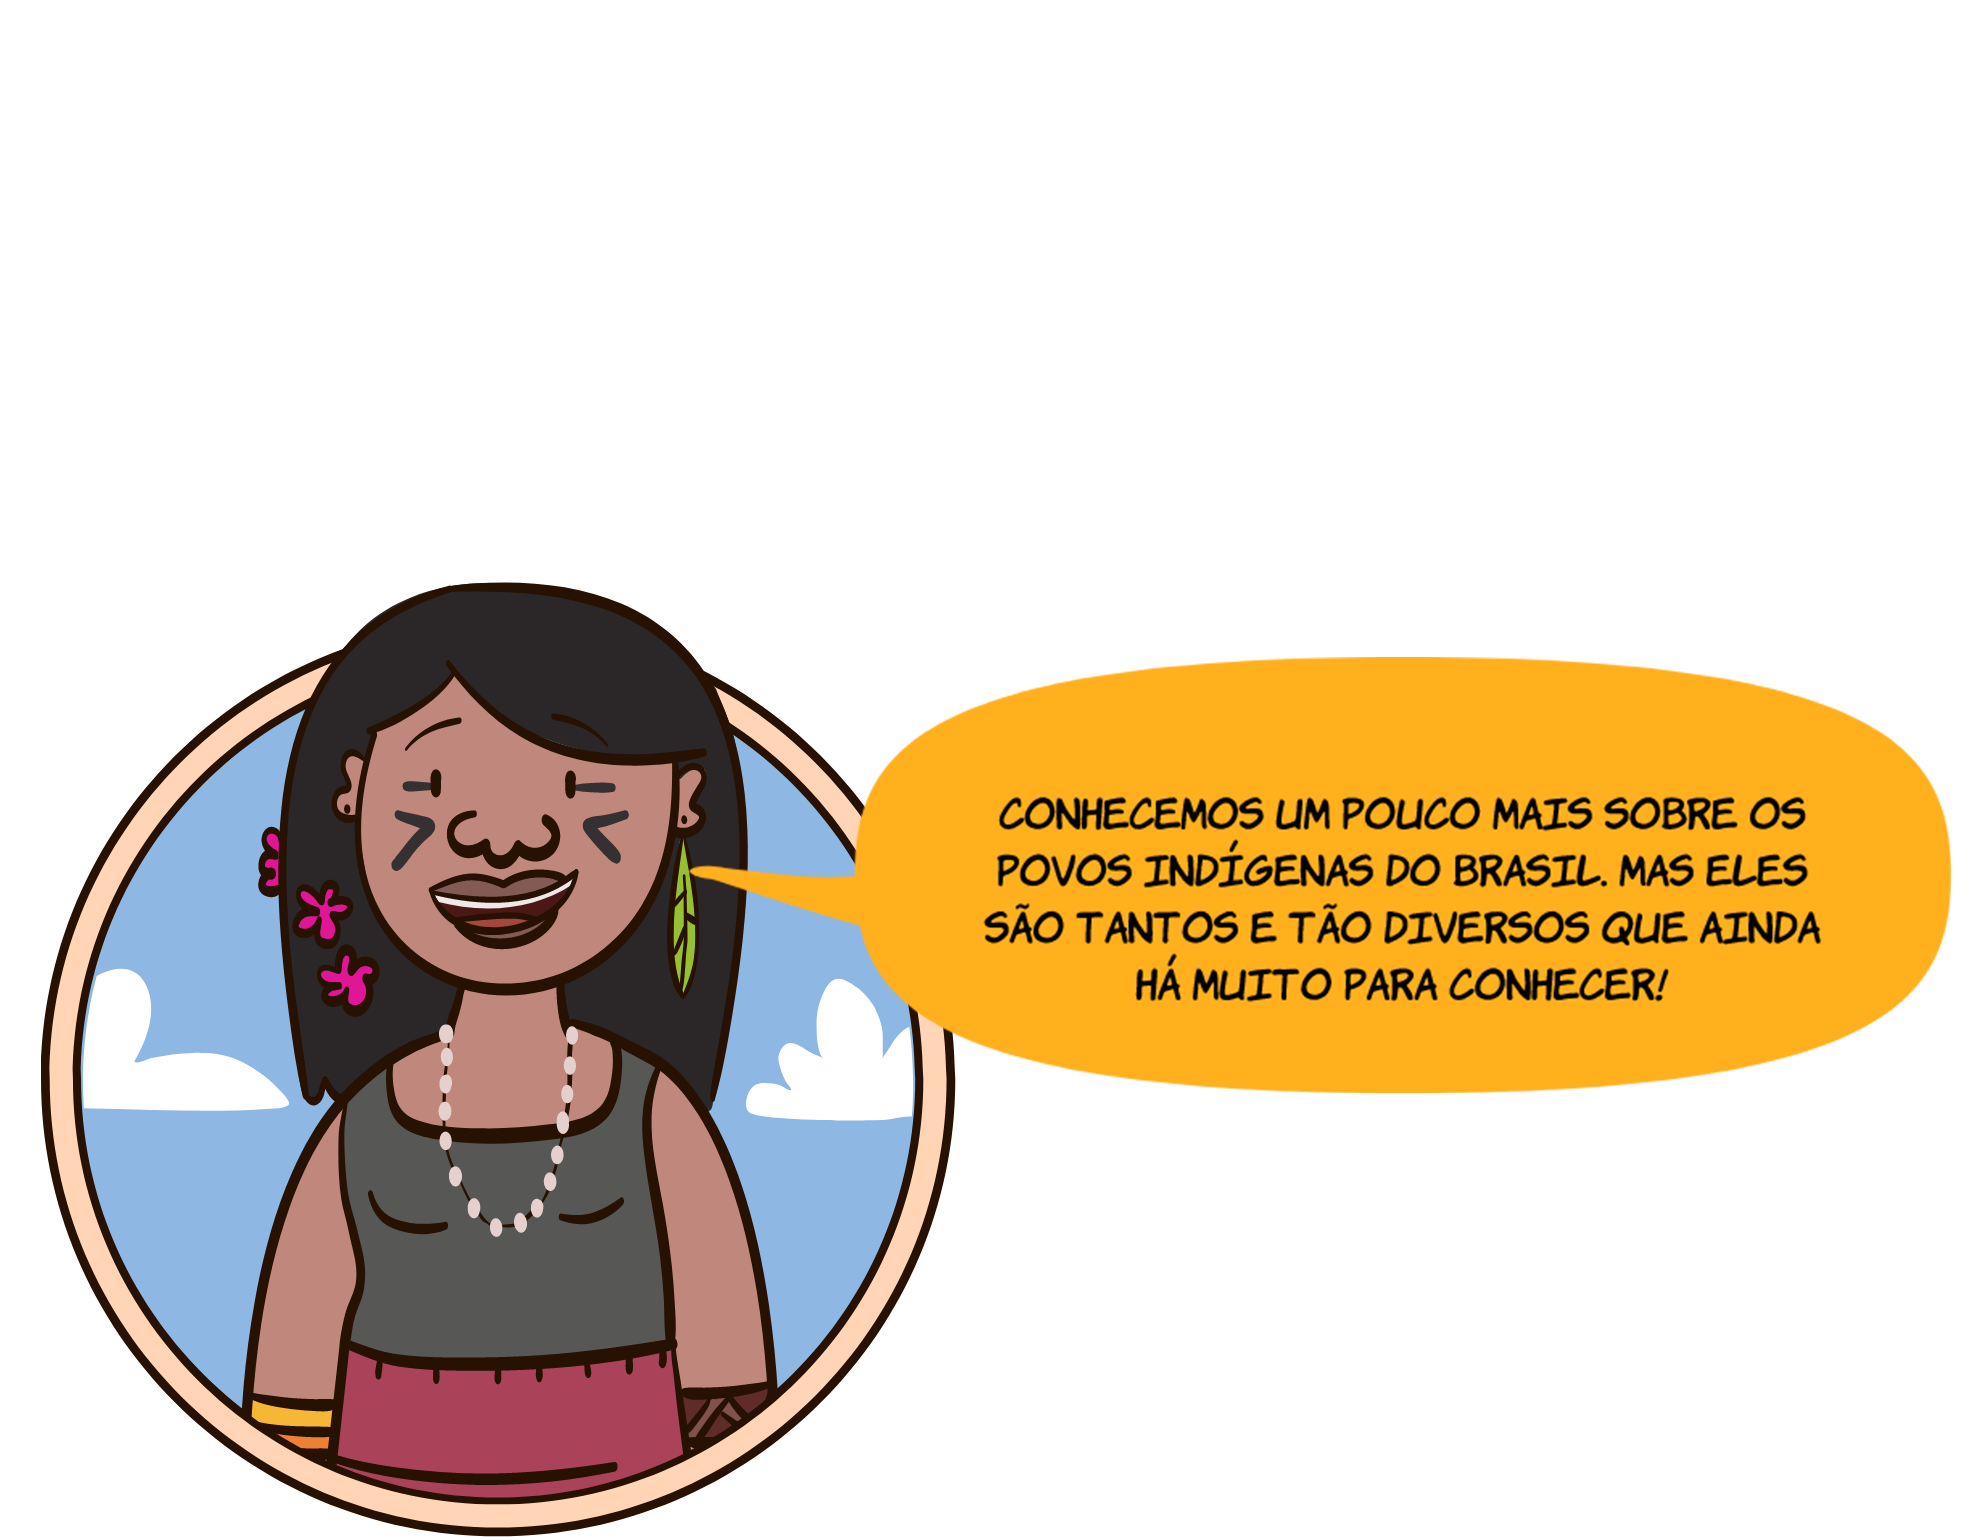 CONHECEMOS UM POUCO MAIS SOBRE OS
POVOS INDÍGENAS DO BRASIL. MAS ELES
SÃO TANTOS E TÃO DIVERSOS QUE AINDA
HÁ MUITO PARA CONHECER!